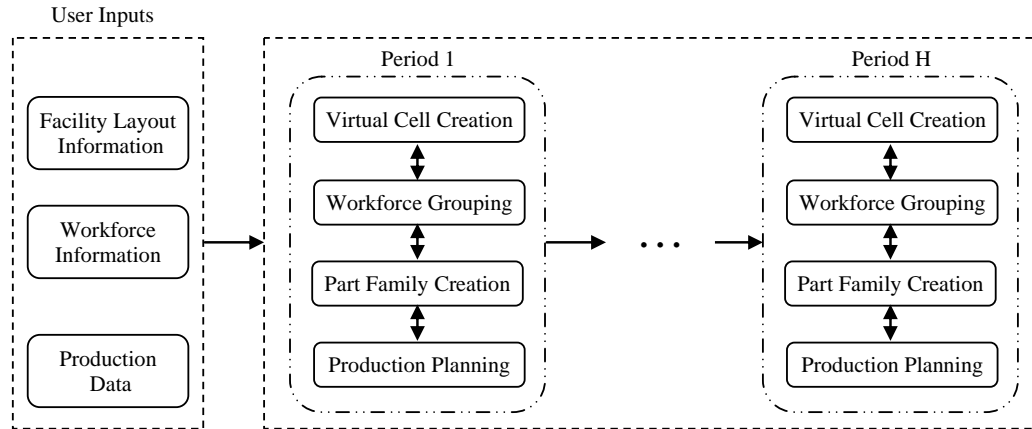 User Inputs
Facility Layout
Information
Workforce
Information
Production
Data
Period 1
Virtual Cell Creation
Workforce Grouping
Part Family Creation
Production Planning
...
Period H
Virtual Cell Creation
Workforce Grouping
Part Family Creation
Production Planning